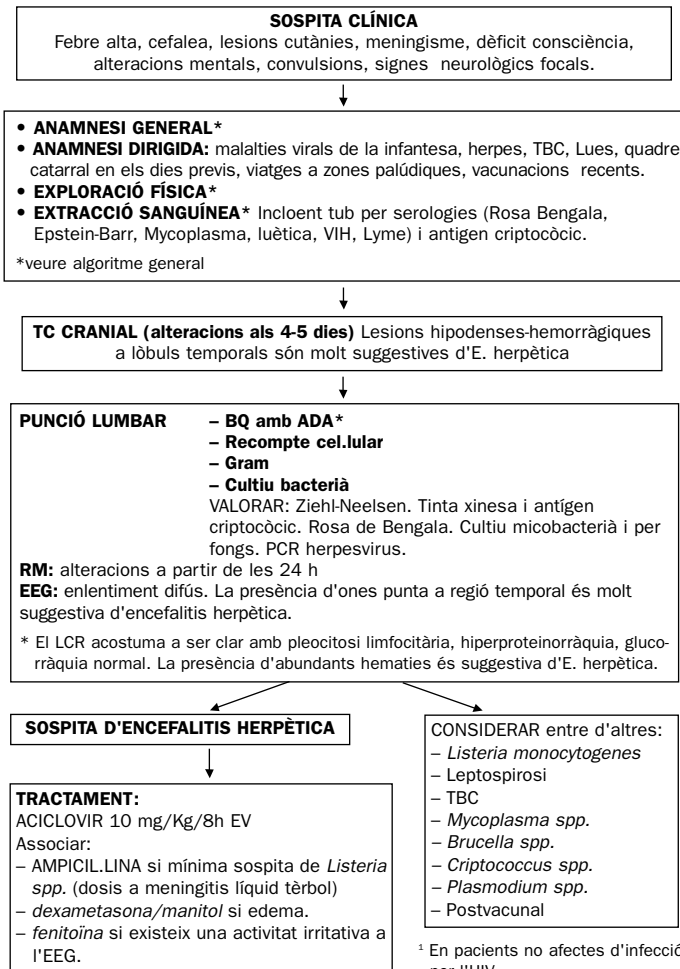 SOSPITA CLÍNICA
Febre alta, cefalea, lesions cutànies, meningisme, dèficit consciència,
alteracions mentals, convulsions, signes neurològics focals.
• ANAMNESI GENERAL*
• ANAMNESI DIRIGIDA: malalties virals de la infantesa, herpes, TBC, Lues, quadre
catarral en els dies previs, viatges a zones palúdiques, vacunacions recents.
• EXPLORACIÓ FÍSICA*
• EXTRACCIÓ SANGUÍNEA* Incloent tub per serologies (Rosa Bengala,
Epstein-Barr, Mycoplasma, luètica, VIH, Lyme) i antigen criptocòcic.
*veure algoritme general
TC CRANIAL (alteracions als 4-5 dies) Lesions hipodenses-hemorràgiques
a lòbuls temporals són molt suggestives d'E. herpètica
PUNCIÓ LUMBAR – BQ amb ADA*
– Recompte cel.lular
– Gram
– Cultiu bacterià
VALORAR: Ziehl-Neelsen. Tinta xinesa i antígen
criptocòcic. Rosa de Bengala. Cultiu micobacterià i per
fongs. PCR herpesvirus.
RM: alteracions a partir de les 24 h
EEG: enlentiment difús. La presència d'ones punta a regió temporal és molt
suggestiva d'encefalitis herpètica.
* El LCR acostuma a ser clar amb pleocitosi limfocitària, hiperproteinorràquia, gluco-
rràquia normal. La presència d'abundants hematies és suggestiva d'E. herpètica.
SOSPITA D'ENCEFALITIS HERPÈTICA
TRACTAMENT:
ACICLOVIR 10 mg/Kg/8h EV
Associar:
– AMPICIL.LINA si mínima sospita de Listeria
spp. (dosis a meningitis líquid tèrbol)
– dexametasona/manitol si edema.
– fenitoïna si existeix una activitat irritativa a
l'EEG.
CONSIDERAR entre d'altres:
– Listeria monocytogenes
– Leptospirosi
– TBC
– Mycoplasma spp.
– Brucella spp.
– Criptococcus spp.
– Plasmodium spp.
– Postvacunal
¹ En pacients no afectes d'infecció